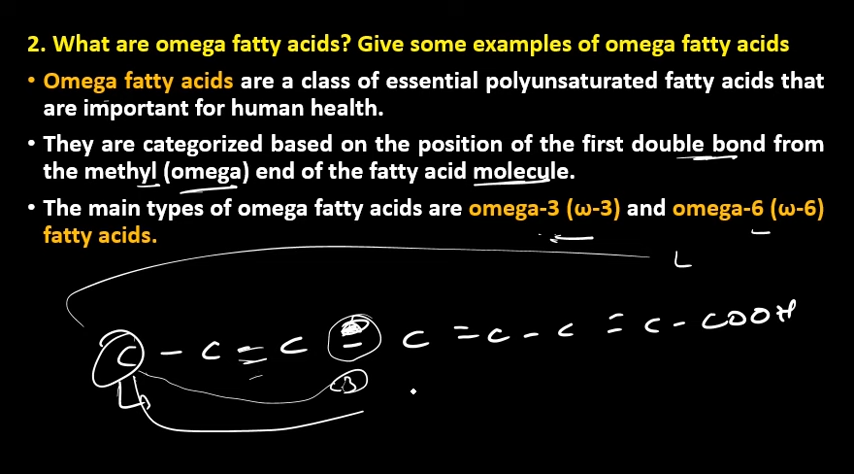 2. What are omega fatty acids? Give some examples of omega fatty acids
• Omega fatty acids are a class of essential polyunsaturated fatty acids that
are important for human health.
• They are categorized based on the position of the first double bond from
the methyl (omega) end of the fatty acid molecule.
• The main types of omega fatty acids are omega-3 (ω-3) and omega-6 (ω-6)
fatty acids.
C - C = C = C = C - C = C - COOH
3